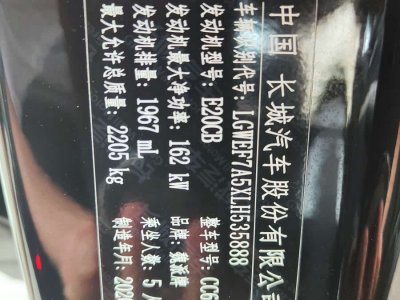 中国 长城汽车股份有限公司
车辆识别代号: LGWEF7A5XLH535888
发动机型号: E20CB 整车型号: CC6
发动机最大净功率: 162 kW 品牌: 魏派牌
发动机排量: 1967 mL 乘坐人数: 5 人
最大允许总质量: 2205 kg 制造年月: 202